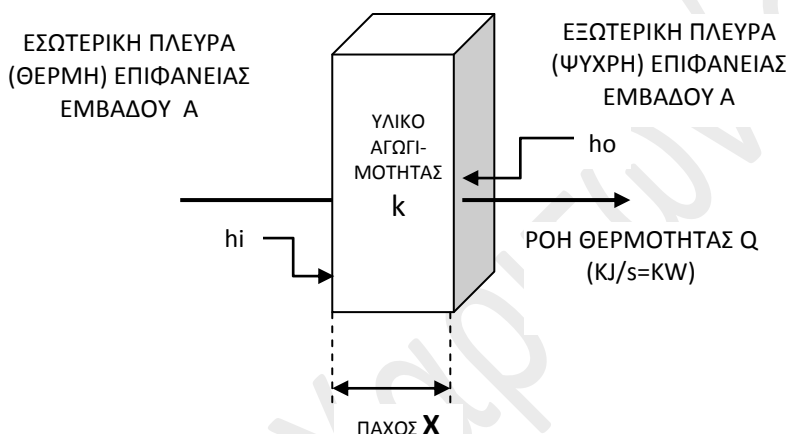 ΕΣΩΤΕΡΙΚΗ ΠΛΕΥΡΑ
(ΘΕΡΜΗ) ΕΠΙΦΑΝΕΙΑΣ
ΕΜΒΑΔΟΥ Α
ΕΞΩΤΕΡΙΚΗ ΠΛΕΥΡΑ
(ΨΥΧΡΗ) ΕΠΙΦΑΝΕΙΑΣ
ΕΜΒΑΔΟΥ Α
ΥΛΙΚΟ
ΑΓΩΓΙ-
ΜΟΤΗΤΑΣ
k
ho
hi
ΡΟΗ ΘΕΡΜΟΤΗΤΑΣ Q
(KJ/s=KW)
ΠΑΧΟΣ X